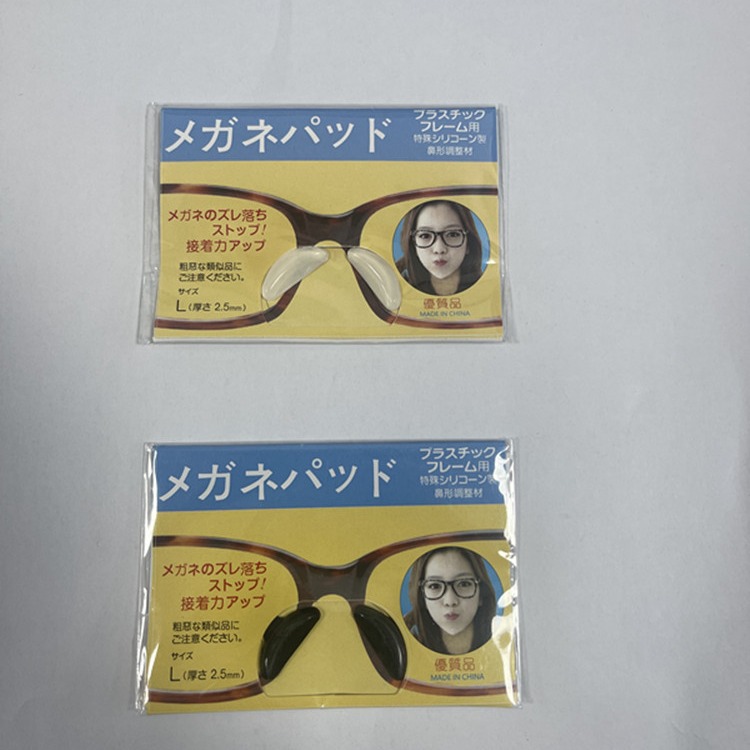 メガネパッド
プラスチック
フレーム用
特殊シリコーン製
鼻形調整材
メガネのズレ落ち
ストップ!
接着力アップ
粗惡な類似品に
ご注意ください。
サイズ
L(厚さ 2.5mm)
優質品
MADE IN CHINA
メガネパッド
プラスチック
フレーム用
特殊シリコーン製
鼻形調整材
メガネのズレ落ち
ストップ!
接着力アップ
粗惡な類似品に
ご注意ください。
サイズ
L(厚さ 2.5mm)
優質品
MADE IN CHINA